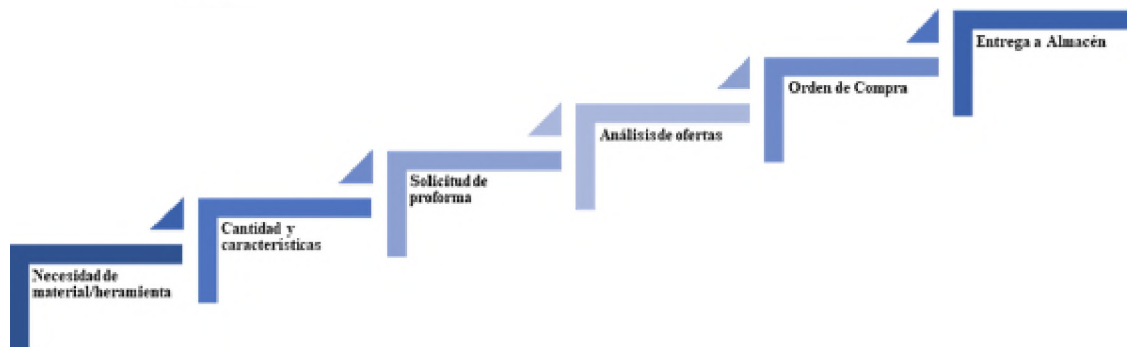 Necesidad de
material/heramienta
Cantidad y
características
Solicitud de
proforma
Análisis de ofertas
Orden de Compra
Entrega a Almacén